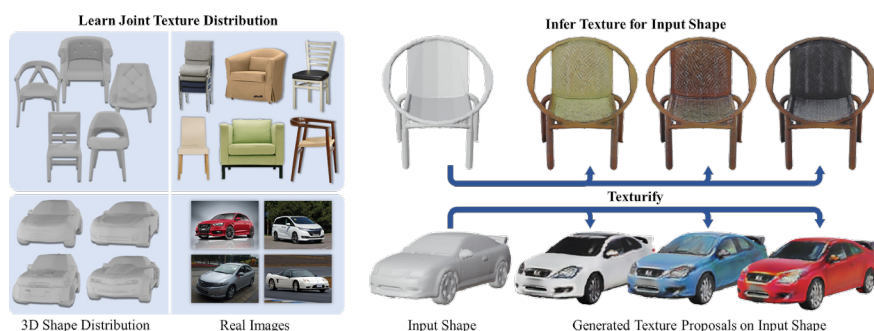 Learn Joint Texture Distribution
Infer Texture for Input Shape
Texturify
3D Shape Distribution
Real Images
Input Shape
Generated Texture Proposals on Input Shape